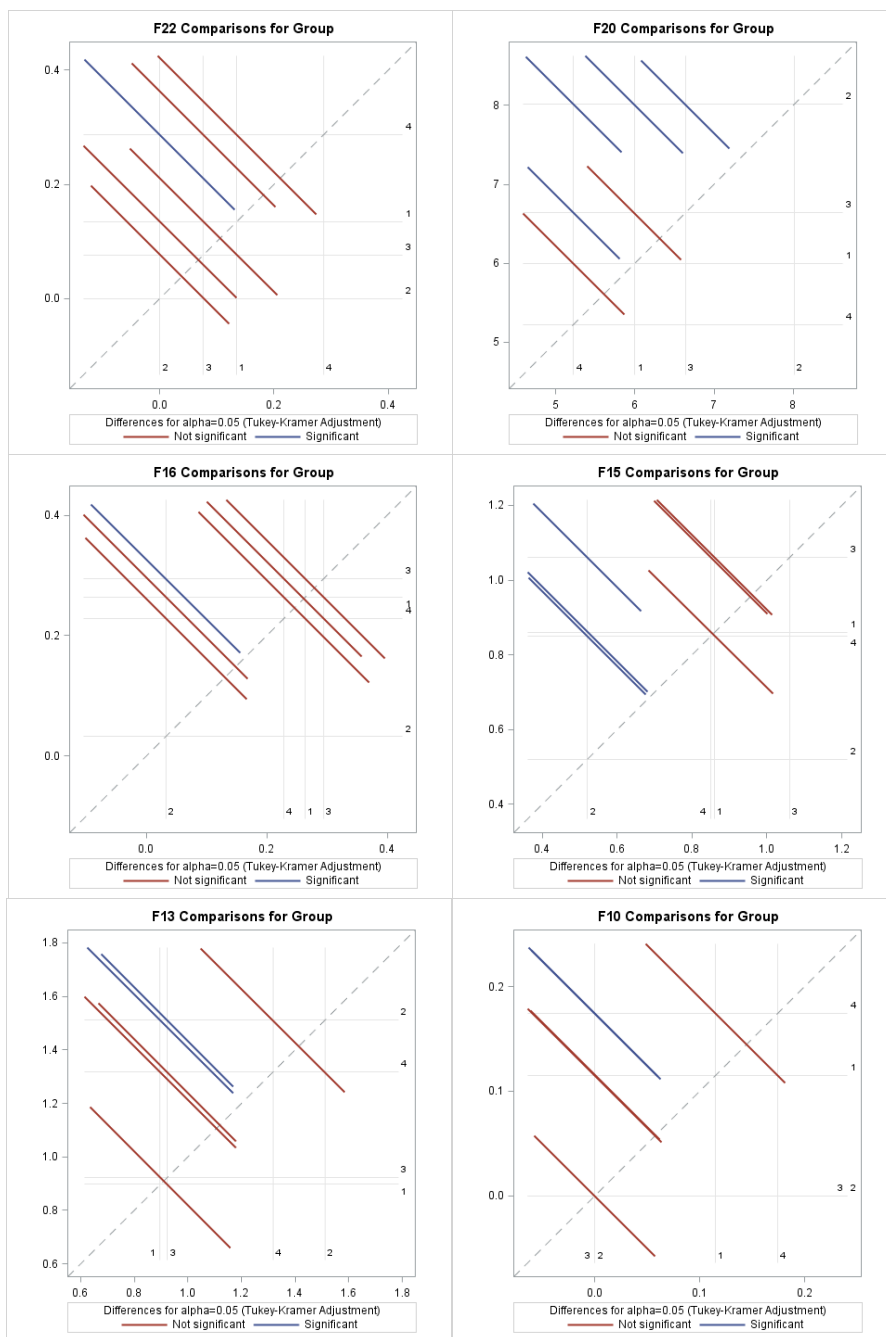 F22 Comparisons for Group
0.4
0.2
0.0
4
1
3
2
2 3 1 4
0.0 0.2 0.4
Differences for alpha=0.05 (Tukey-Kramer Adjustment)
Not significant Significant
F20 Comparisons for Group
8
7
6
5
2
3
1
4
4 1 3 2
5 6 7 8
Differences for alpha=0.05 (Tukey-Kramer Adjustment)
Not significant Significant
F16 Comparisons for Group
0.4
0.2
0.0
3
1
4
2
2 4 1 3
0.0 0.2 0.4
Differences for alpha=0.05 (Tukey-Kramer Adjustment)
Not significant Significant
F15 Comparisons for Group
1.2
1.0
0.8
0.6
0.4
3
1
4
2
2 4 1 3
0.4 0.6 0.8 1.0 1.2
Differences for alpha=0.05 (Tukey-Kramer Adjustment)
Not significant Significant
F13 Comparisons for Group
1.8
1.6
1.4
1.2
1.0
0.8
0.6
2
4
3
1
1 3 4 2
0.6 0.8 1.0 1.2 1.4 1.6 1.8
Differences for alpha=0.05 (Tukey-Kramer Adjustment)
Not significant Significant
F10 Comparisons for Group
0.2
0.1
0.0
4
1
3 2
3 2 1 4
0.0 0.1 0.2
Differences for alpha=0.05 (Tukey-Kramer Adjustment)
Not significant Significant